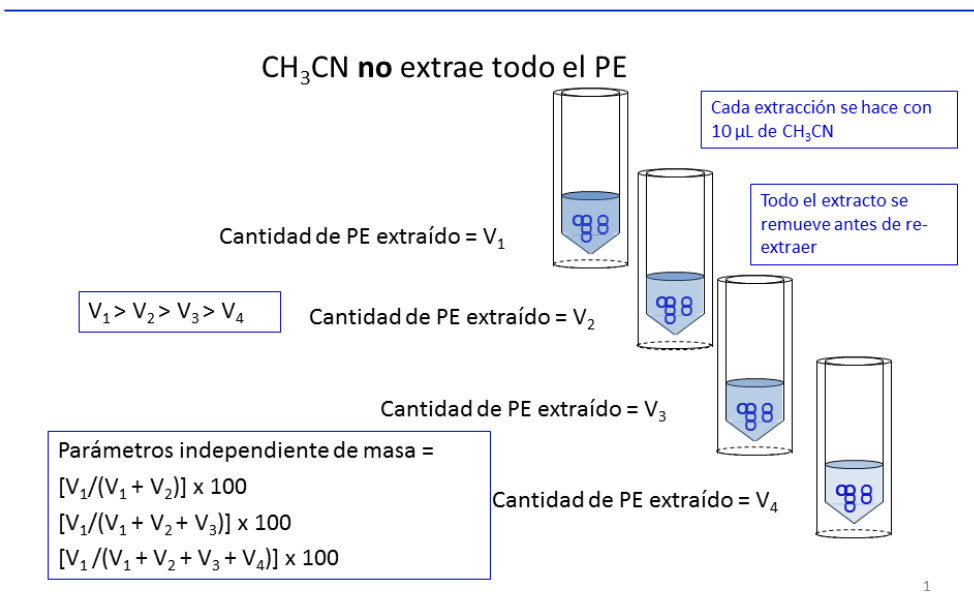 CH₃CN no extrae todo el PE
Cada extracción se hace con
10 µL de CH₃CN
Todo el extracto se
remueve antes de re-
extraer
Cantidad de PE extraído = V₁
V₁ > V₂ > V₃ > V₄
Cantidad de PE extraído = V₂
Cantidad de PE extraído = V₃
Parámetros independiente de masa =
[V₁/(V₁ + V₂)] x 100
[V₁/(V₁ + V₂ + V₃)] x 100
[V₁ /(V₁ + V₂ + V₃ + V₄)] x 100
Cantidad de PE extraído = V₄
1